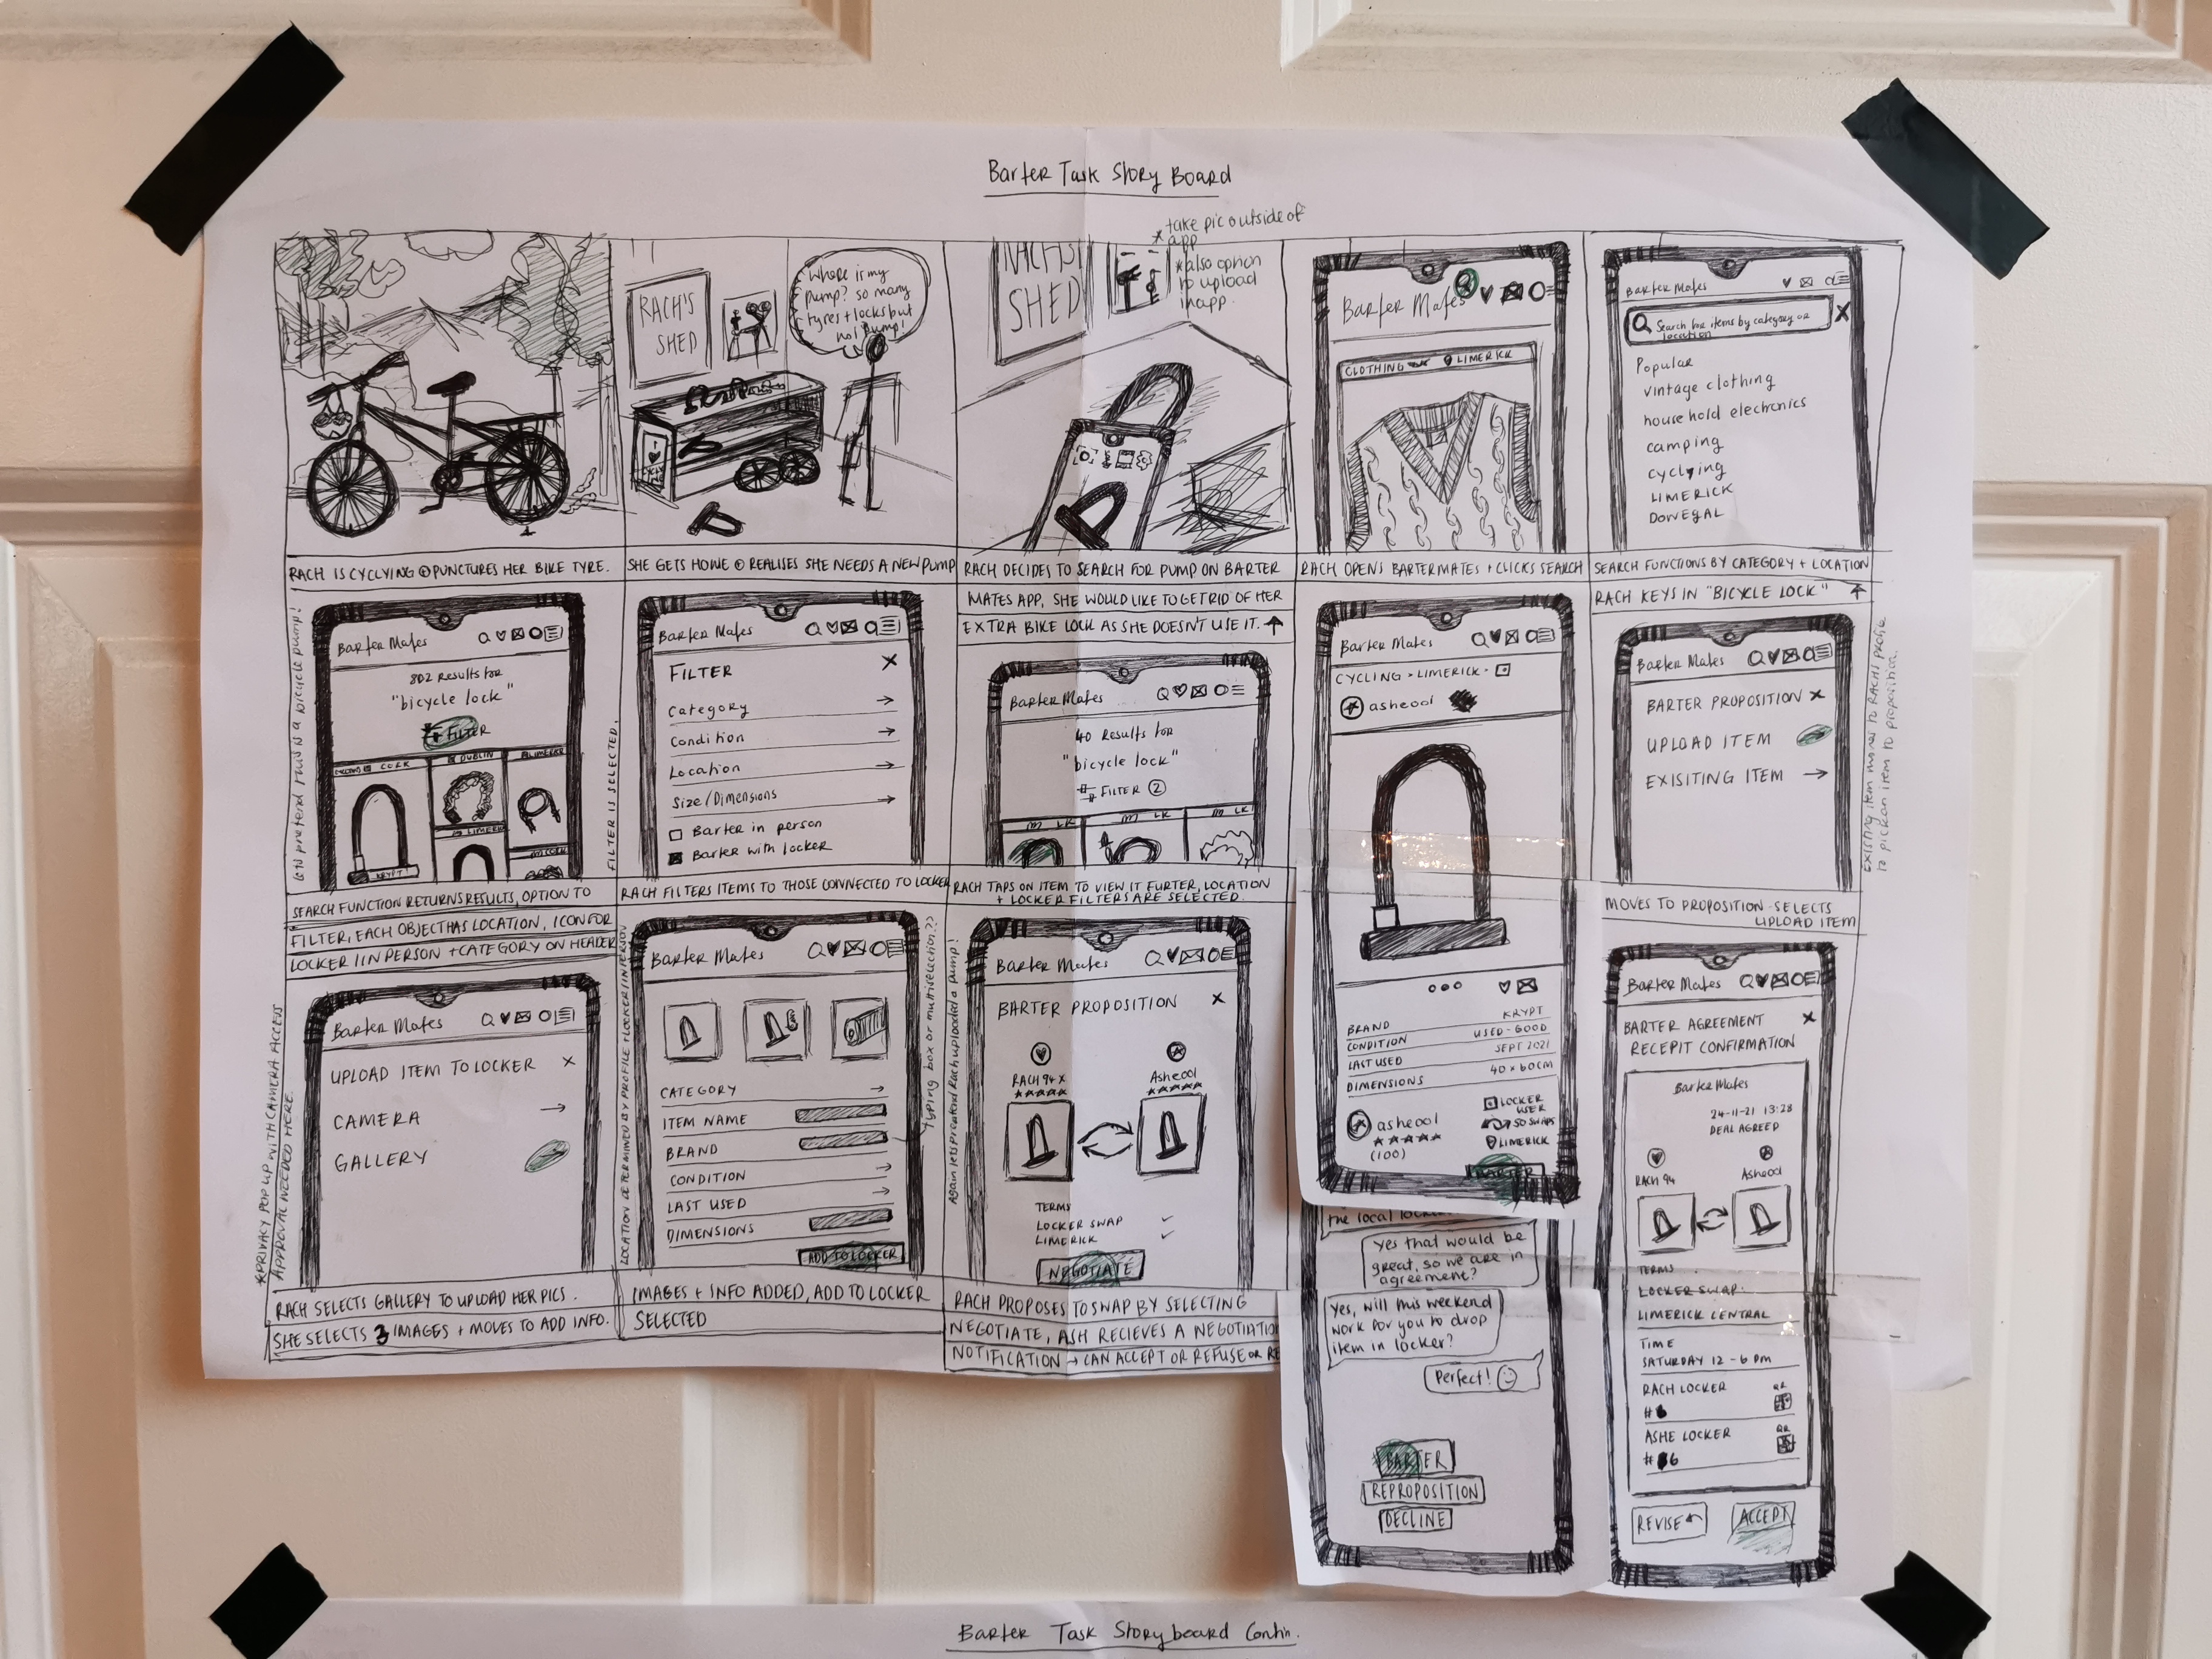 Barter Task Story Board
* take pic outside of
app
* also option
to upload
in app.
RACH'S
SHED
Where is my
pump? so many
tyres + locks but
no pump!
SHED
Barter Mates
CLOTHING
LIMERICK
Barter Mates
Search for items by category or
location
X
Popular
vintage clothing
household electronics
camping
cyclying
LIMERICK
DONEGAL
RACH IS CYCLYING & PUNCTURES HER BIKE TYRE.
SHE GETS HOME & REALISES SHE NEEDS A NEW PUMP
RACH DECIDES TO SEARCH FOR PUMP ON BARTER
MATES APP, SHE WOULD LIKE TO GET RID OF HER
EXTRA BIKE LOCK AS SHE DOESN'T USE IT. ↑
RACH OPENS BARTERMATES + CLICKS SEARCH
SEARCH FUNCTIONS BY CATEGORY + LOCATION
RACH KEYS IN "BICYCLE LOCK" ↑
lets pretend this is a bicycle pump!
Barter Mates
802 Results for
"bicycle lock"
FILTER
CORK
DUBLIN
LIMERICK
LIMERICK
KRYPT
FILTER IS SELECTED.
Barter Mates
FILTER X
Category →
Condition →
Location →
Size/Dimensions →
Barter in person
Barter with locker
Barter Mates
40 Results for
"bicycle lock"
FILTER 2
LK
LK
LK
Barter Mates
CYCLING · LIMERICK ·
asheool
BRAND KRYPT
CONDITION USED - GOOD
LAST USED SEPT 2021
DIMENSIONS 40 x 60CM
asheool
★★★★★
(100)
LOCKER
USER
50 SWAPS
LIMERICK
BARTER
Barter Mates
BARTER PROPOSITION X
UPLOAD ITEM
EXISITING ITEM →
Existing item moves to Rach's profile
to pick an item to proposition.
SEARCH FUNCTION RETURNS RESULTS, OPTION TO
FILTER, EACH OBJECT HAS LOCATION, ICON FOR
LOCKER / IN PERSON + CATEGORY ON HEADER
RACH FILTERS ITEMS TO THOSE CONNECTED TO LOCKER
RACH TAPS ON ITEM TO VIEW IT FURTER, LOCATION
+ LOCKER FILTERS ARE SELECTED.
MOVES TO PROPOSITION - SELECTS
UPLOAD ITEM
*PRIVACY POP UP WITH CAMERA ACCESS
APPROVAL NEEDED HERE
Barter Mates
UPLOAD ITEM TO LOCKER X
CAMERA →
GALLERY
LOCATION DETERMINED BY PROFILE + LOCKER / IN PERSON
Barter Mates
CATEGORY →
ITEM NAME
BRAND
CONDITION →
LAST USED →
DIMENSIONS
ADD TO LOCKER
typing box or multiselection??
Again lets pretend Rach uploaded a pump!
Barter Mates
BARTER PROPOSITION X
RACH 94 X
★★★★★
Asheool
★★★★★
TERMS
LOCKER SWAP ✓
LIMERICK ✓
NEGOTIATE
the local
Yes that would be
great, so we are in
agreement?
Yes, will this weekend
work for you to drop
item in locker?
Perfect!
BARTER
REPROPOSITION
DECLINE
Barter Mates
BARTER AGREEMENT X
RECEPIT CONFIRMATION
Barter Mates
24-11-21 13:28
DEAL AGREED
RACH 94
Asheool
TERMS
LOCKER SWAP.
LIMERICK CENTRAL
TIME
SATURDAY 12 - 6 PM
RACH LOCKER QR
# 6
ASHE LOCKER QR
REVISE
ACCEPT
RACH SELECTS GALLERY TO UPLOAD HER PICS.
SHE SELECTS 3 IMAGES + MOVES TO ADD INFO.
IMAGES + INFO ADDED, ADD TO LOCKER
SELECTED
RACH PROPOSES TO SWAP BY SELECTING
NEGOTIATE, ASH RECIEVES A NEGOTIATION
NOTIFICATION → CAN ACCEPT OR REFUSE OR RE
Barter Task Storyboard Contin.